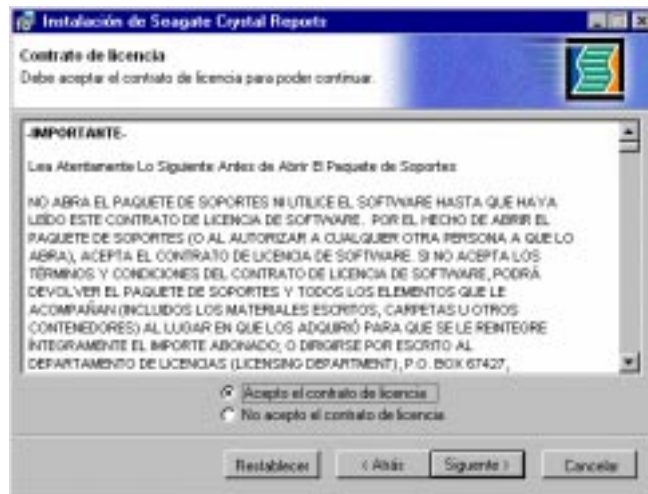 Instalación de Seagate Crystal Reports
Contrato de licencia
Debe aceptar el contrato de licencia para poder continuar.
-IMPORTANTE-
Lea Atentamente Lo Siguiente Antes de Abrir El Paquete de Soportes
NO ABRA EL PAQUETE DE SOPORTES NI UTILICE EL SOFTWARE HASTA QUE HAYA
LEÍDO ESTE CONTRATO DE LICENCIA DE SOFTWARE. POR EL HECHO DE ABRIR EL
PAQUETE DE SOPORTES (O AL AUTORIZAR A CUALQUIER OTRA PERSONA A QUE LO
ABRA), ACEPTA EL CONTRATO DE LICENCIA DE SOFTWARE. SI NO ACEPTA LOS
TÉRMINOS Y CONDICIONES DEL CONTRATO DE LICENCIA DE SOFTWARE, PODRÁ
DEVOLVER EL PAQUETE DE SOPORTES Y TODOS LOS ELEMENTOS QUE LE
ACOMPAÑAN (INCLUIDOS LOS MATERIALES ESCRITOS, CARPETAS U OTROS
CONTENEDORES) AL LUGAR EN QUE LOS ADQUIRIÓ PARA QUE SE LE REINTEGRE
ÍNTEGRAMENTE EL IMPORTE ABONADO; O DIRIGIRSE POR ESCRITO AL
DEPARTAMENTO DE LICENCIAS (LICENSING DEPARTMENT), P.O. BOX 67427,
Acepto el contrato de licencia
No acepto el contrato de licencia
Restablecer < Atrás Siguiente > Cancelar